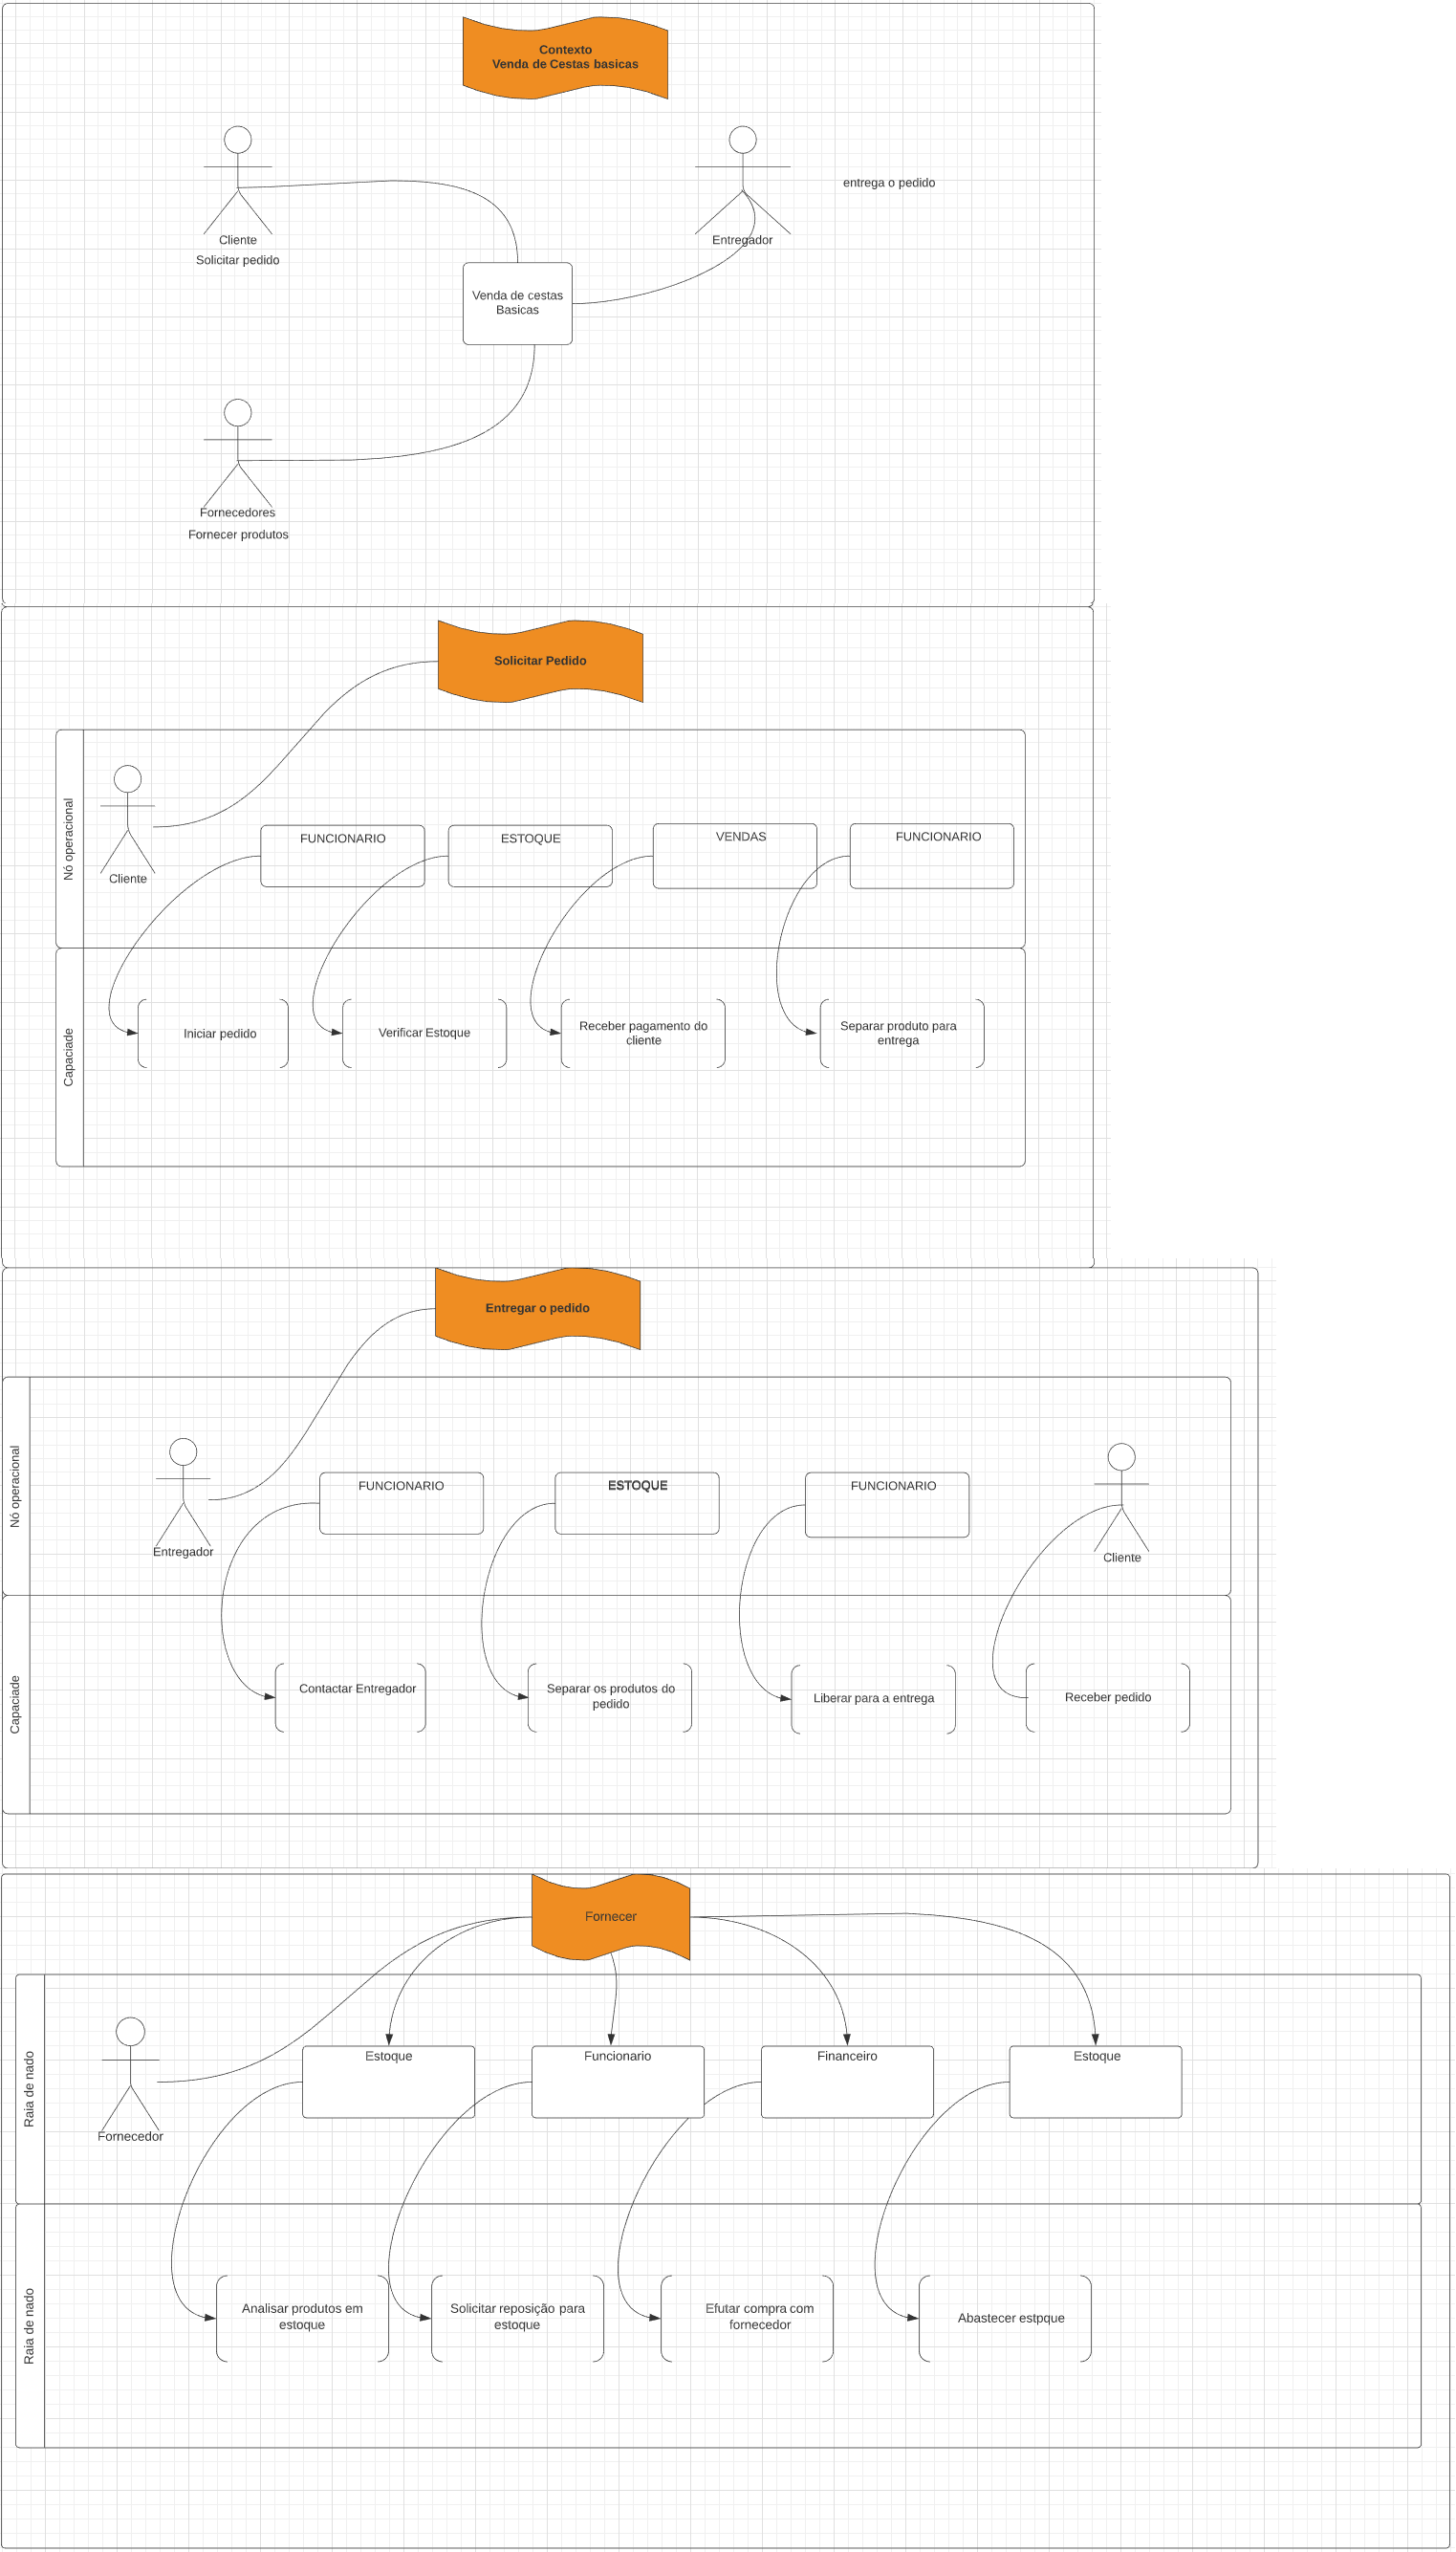 Contexto
Venda de Cestas basicas
entrega o pedido
Cliente
Entregador
Solicitar pedido
Venda de cestas
Basicas
Fornecedores
Fornecer produtos
Solicitar Pedido
Nó operacional
FUNCIONARIO
ESTOQUE
VENDAS
FUNCIONARIO
Cliente
Capaciade
Iniciar pedido
Verificar Estoque
Receber pagamento do
cliente
Separar produto para
entrega
Entregar o pedido
Nó operacional
FUNCIONARIO
ESTOQUE
FUNCIONARIO
Entregador
Cliente
Capaciade
Contactar Entregador
Separar os produtos do
pedido
Liberar para a entrega
Receber pedido
Fornecer
Raia de nado
Estoque
Funcionario
Financeiro
Estoque
Fornecedor
Raia de nado
Analisar produtos em
estoque
Solicitar reposição para
estoque
Efutar compra com
fornecedor
Abastecer estpque